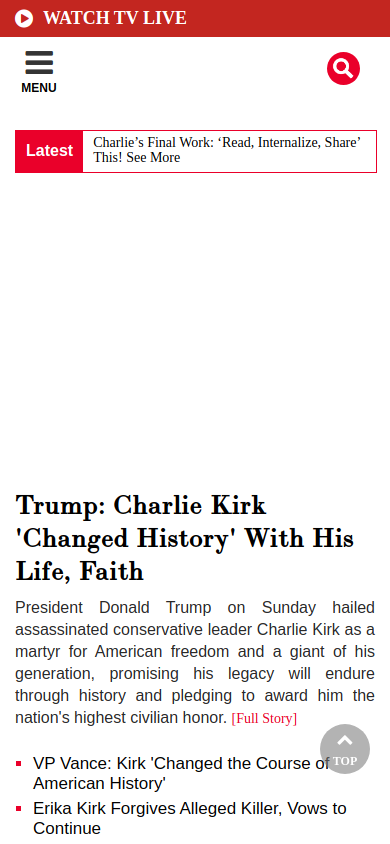 WATCH TV LIVE
MENU
Latest
Charlie’s Final Work: ‘Read, Internalize, Share’
This! See More
Trump: Charlie Kirk
'Changed History' With His
Life, Faith
President Donald Trump on Sunday hailed
assassinated conservative leader Charlie Kirk as a
martyr for American freedom and a giant of his
generation, promising his legacy will endure
through history and pledging to award him the
nation's highest civilian honor. [Full Story]
VP Vance: Kirk 'Changed the Course of
American History'
TOP
Erika Kirk Forgives Alleged Killer, Vows to
Continue